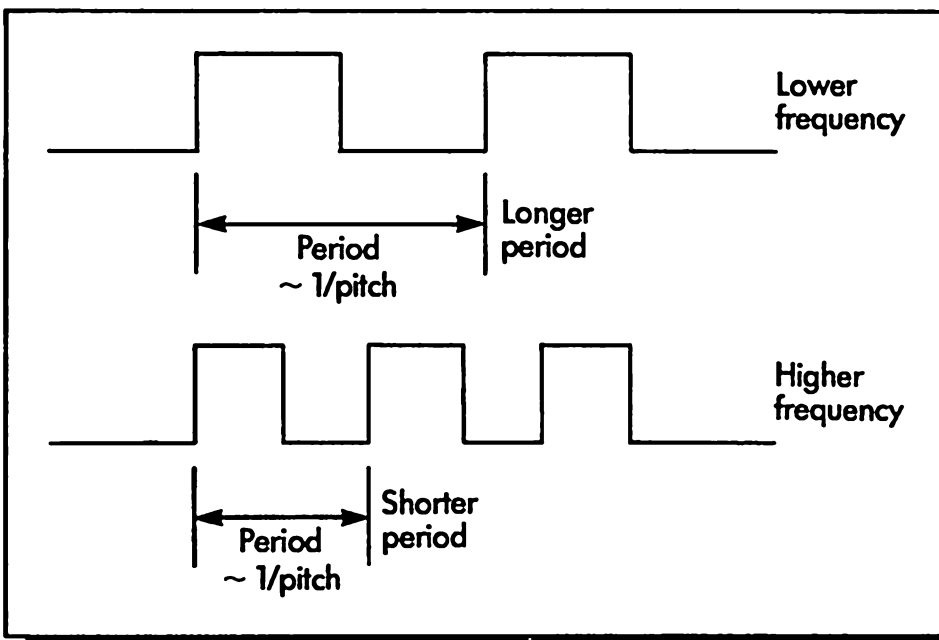 Lower
frequency
Longer
period
Period
~ 1/pitch
Higher
frequency
Shorter
period
Period
~ 1/pitch